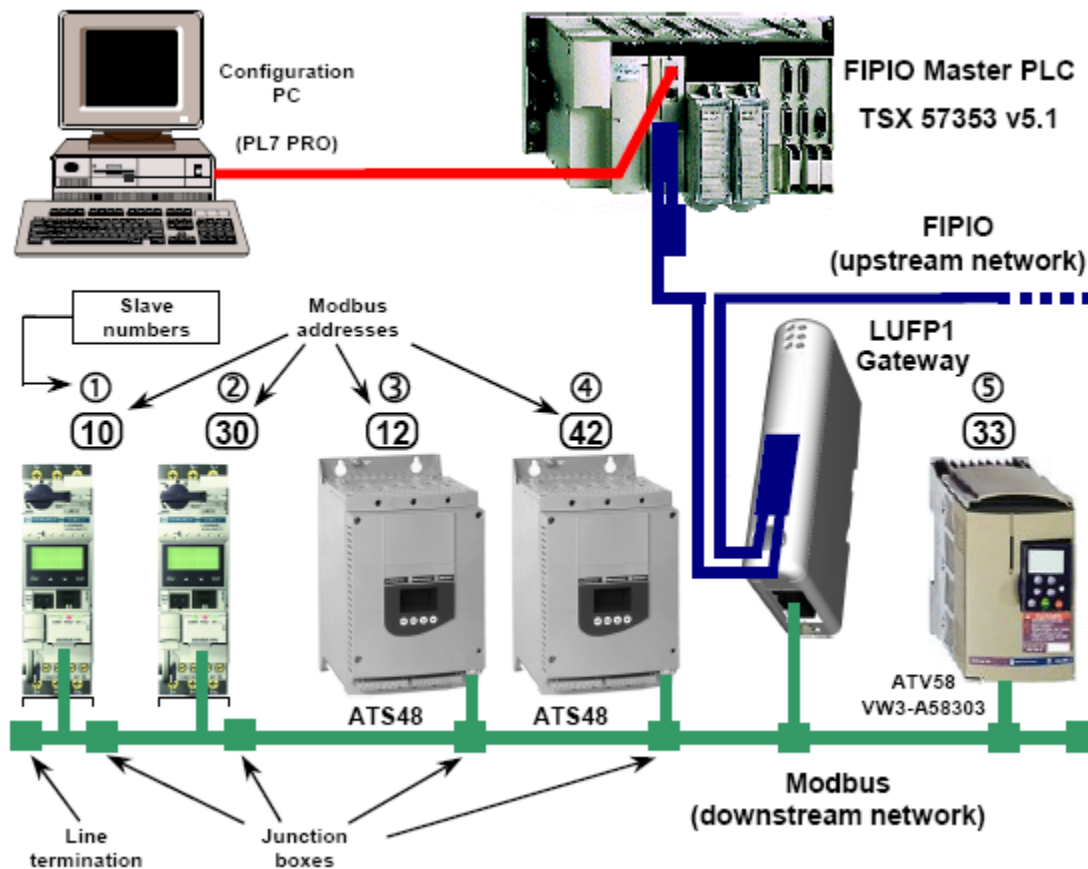 Configuration
PC
(PL7 PRO)
FIPIO Master PLC
TSX 57353 v5.1
FIPIO
(upstream network)
Slave
numbers
Modbus
addresses
LUFP1
Gateway
① ② ③ ④ ⑤
10 30 12 42 33
ATS48 ATS48
ATV58
VW3-A58303
Modbus
(downstream network)
Line
termination
Junction
boxes